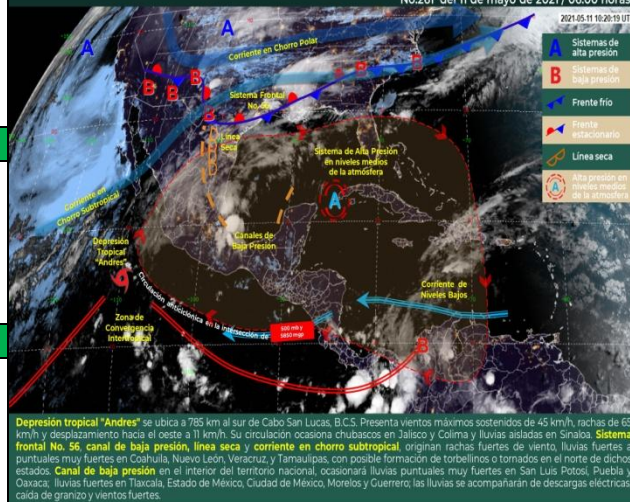 No.261 del 11 de mayo de 2021 / 06:00 horas
2021-05-11 10:20:19 UT
A
A
Corriente en Chorro Polar
Sistemas de
alta presión
Sistemas de
baja presión
Frente frío
Frente
estacionario
Línea seca
Alta presión en
niveles medios
de la atmósfera
A
B
A
B
B
B
B
B
Sistema Frontal
No. 56
Línea
Seca
Sistema de Alta Presión
en niveles medios
de la atmósfera
A
Corriente en
Chorro Subtropical
Canales de
Baja Presión
Depresión
Tropical
"Andres"
Corriente de
Niveles Bajos
Circulación anticiclónica en la intersección de
500 mb y
5850 mgp
Zona de
Convergencia
Intertropical
B
Depresión tropical "Andres" se ubica a 785 km al sur de Cabo San Lucas, B.C.S. Presenta vientos máximos sostenidos de 45 km/h, rachas de 65
km/h y desplazamiento hacia el oeste a 11 km/h. Su circulación ocasiona chubascos en Jalisco y Colima y lluvias aisladas en Sinaloa. Sistema
frontal No. 56, canal de baja presión, línea seca y corriente en chorro subtropical, originan rachas fuertes de viento, lluvias fuertes a
puntuales muy fuertes en Coahuila, Nuevo León, Veracruz, y Tamaulipas, con posible formación de torbellinos o tornados en el norte de dichos
estados. Canal de baja presión en el interior del territorio nacional, ocasionará lluvias puntuales muy fuertes en San Luis Potosí, Puebla y
Oaxaca; lluvias fuertes en Tlaxcala, Estado de México, Ciudad de México, Morelos y Guerrero; las lluvias se acompañarán de descargas eléctricas,
caída de granizo y vientos fuertes.